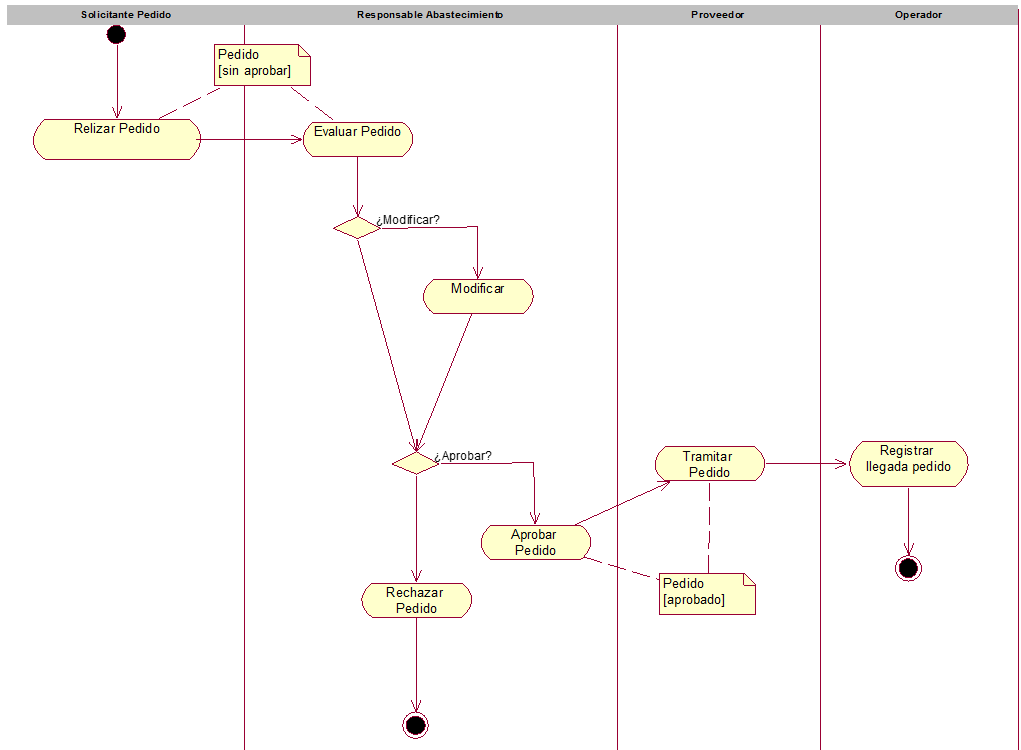 Solicitante Pedido
Responsable Abastecimiento
Proveedor
Operador
Pedido
[sin aprobar]
Relizar Pedido
Evaluar Pedido
¿Modificar?
Modificar
¿Aprobar?
Tramitar
Pedido
Registrar
llegada pedido
Aprobar
Pedido
Pedido
[aprobado]
Rechazar
Pedido